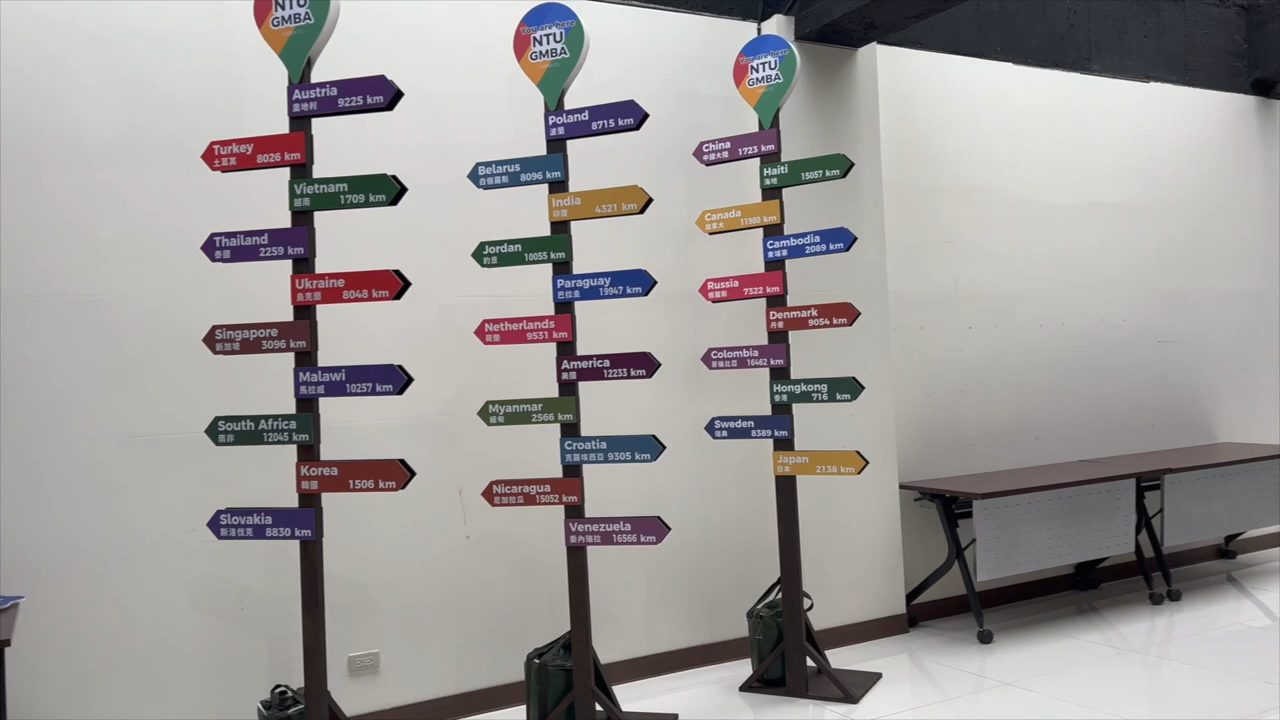 NTU
GMBA
Austria
奧地利 9225 km
Turkey
土耳其 8026 km
Vietnam
越南 1709 km
Thailand
泰國 2259 km
Ukraine
烏克蘭 8048 km
Singapore
新加坡 3096 km
Malawi
馬拉威 10257 km
South Africa
南非 12045 km
Korea
韓國 1506 km
Slovakia
斯洛伐克 8830 km
You are here
NTU
GMBA
Poland
波蘭 8715 km
Belarus
白俄羅斯 8096 km
India
印度 4321 km
Jordan
約旦 10055 km
Paraguay
巴拉圭 19947 km
Netherlands
荷蘭 9531 km
America
美國 12233 km
Myanmar
緬甸 2566 km
Croatia
克羅埃西亞 9305 km
Nicaragua
尼加拉瓜 15052 km
Venezuela
委內瑞拉 16566 km
You are here
NTU
GMBA
China
中國大陸 1723 km
Haiti
海地 15057 km
Canada
加拿大 11980 km
Cambodia
柬埔寨 2089 km
Russia
俄羅斯 7322 km
Denmark
丹麥 9054 km
Colombia
哥倫比亞 16462 km
Hongkong
香港 716 km
Sweden
瑞典 8389 km
Japan
日本 2138 km